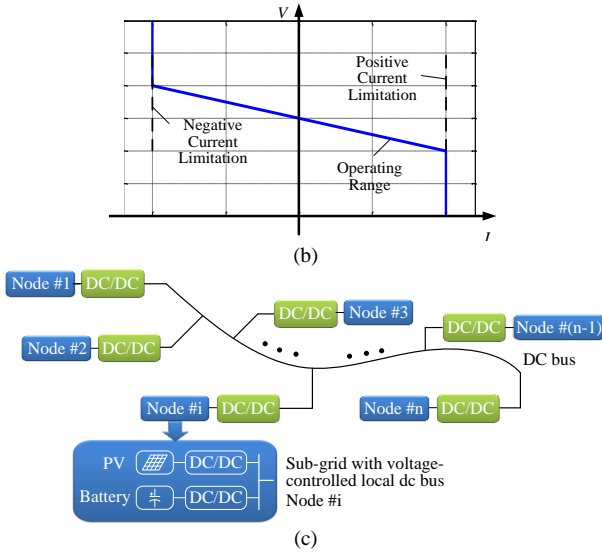 V
Positive
Current
Limitation
Negative
Current
Limitation
Operating
Range
I
(b)
Node #1
DC/DC
DC/DC
Node #3
DC/DC
Node #(n-1)
Node #2
DC/DC
DC bus
Node #i
DC/DC
Node #n
DC/DC
PV
DC/DC
Battery
DC/DC
Sub-grid with voltage-
controlled local dc bus
Node #i
(c)